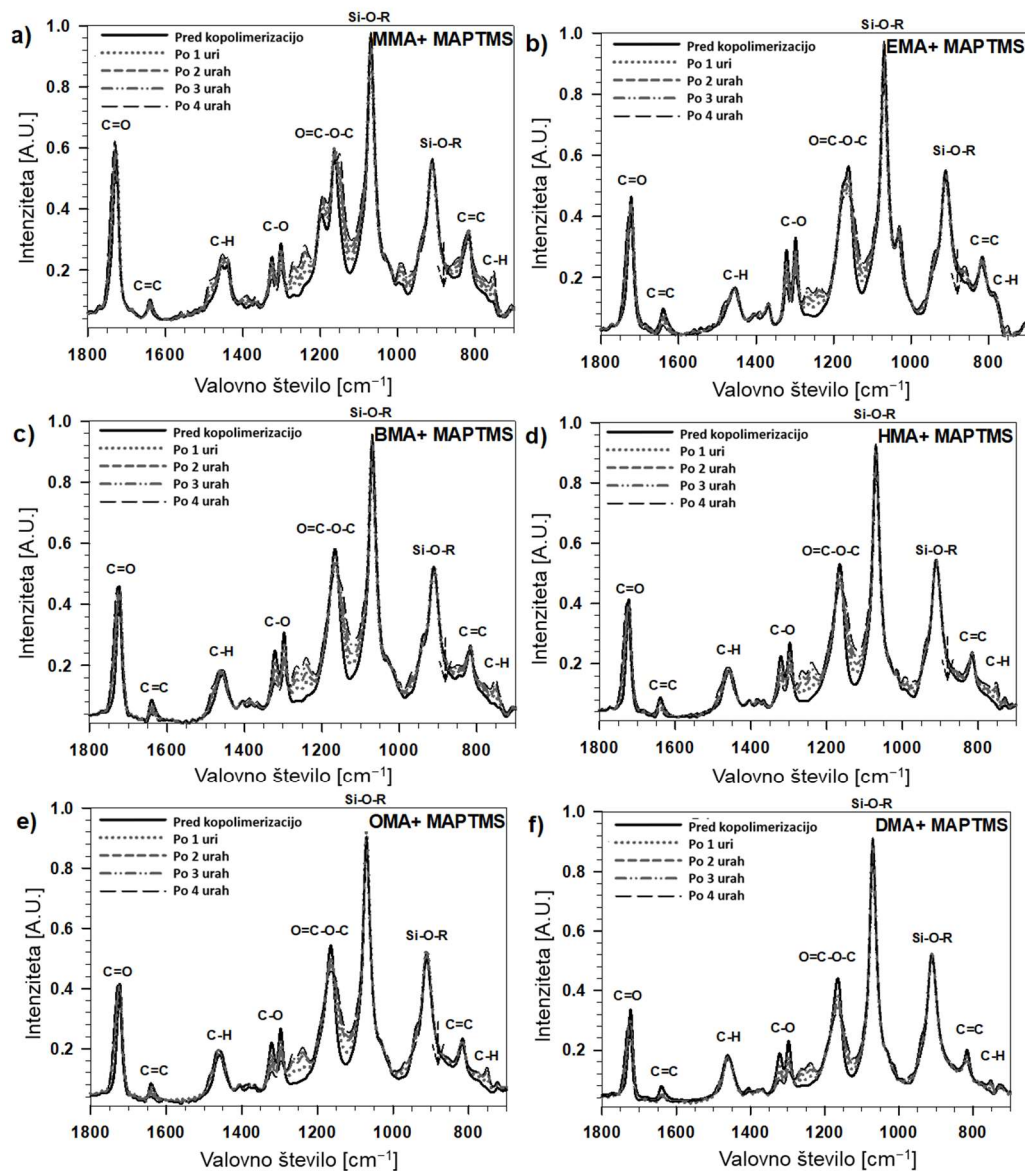 a)
MMA+ MAPTMS
Pred kopolimerizacijo
Po 1 uri
Po 2 urah
Po 3 urah
Po 4 urah
Si-O-R
C=O
C=C
C-H
C-O
O=C-O-C
Si-O-R
C=C
C-H
1.0
0.8
0.6
0.4
0.2
Intenziteta [A.U.]
1800 1600 1400 1200 1000 800
Valovno število [cm⁻¹]
b)
EMA+ MAPTMS
Pred kopolimerizacijo
Po 1 uri
Po 2 urah
Po 3 urah
Po 4 urah
Si-O-R
C=O
C=C
C-H
C-O
O=C-O-C
Si-O-R
C=C
C-H
1.0
0.8
0.6
0.4
0.2
Intenziteta [A.U.]
1800 1600 1400 1200 1000 800
Valovno število [cm⁻¹]
c)
BMA+ MAPTMS
Pred kopolimerizacijo
Po 1 uri
Po 2 urah
Po 3 urah
Po 4 urah
Si-O-R
C=O
C=C
C-H
C-O
O=C-O-C
Si-O-R
C=C
C-H
1.0
0.8
0.6
0.4
0.2
Intenziteta [A.U.]
1800 1600 1400 1200 1000 800
Valovno število [cm⁻¹]
d)
HMA+ MAPTMS
Pred kopolimerizacijo
Po 1 uri
Po 2 urah
Po 3 urah
Po 4 urah
Si-O-R
C=O
C=C
C-H
C-O
O=C-O-C
Si-O-R
C=C
C-H
1.0
0.8
0.6
0.4
0.2
Intenziteta [A.U.]
1800 1600 1400 1200 1000 800
Valovno število [cm⁻¹]
e)
OMA+ MAPTMS
Pred kopolimerizacijo
Po 1 uri
Po 2 urah
Po 3 urah
Po 4 urah
Si-O-R
C=O
C=C
C-H
C-O
O=C-O-C
Si-O-R
C=C
C-H
1.0
0.8
0.6
0.4
0.2
Intenziteta [A.U.]
1800 1600 1400 1200 1000 800
Valovno število [cm⁻¹]
f)
DMA+ MAPTMS
Pred kopolimerizacijo
Po 1 uri
Po 2 urah
Po 3 urah
Po 4 urah
Si-O-R
C=O
C=C
C-H
C-O
O=C-O-C
Si-O-R
C=C
C-H
1.0
0.8
0.6
0.4
0.2
Intenziteta [A.U.]
1800 1600 1400 1200 1000 800
Valovno število [cm⁻¹]